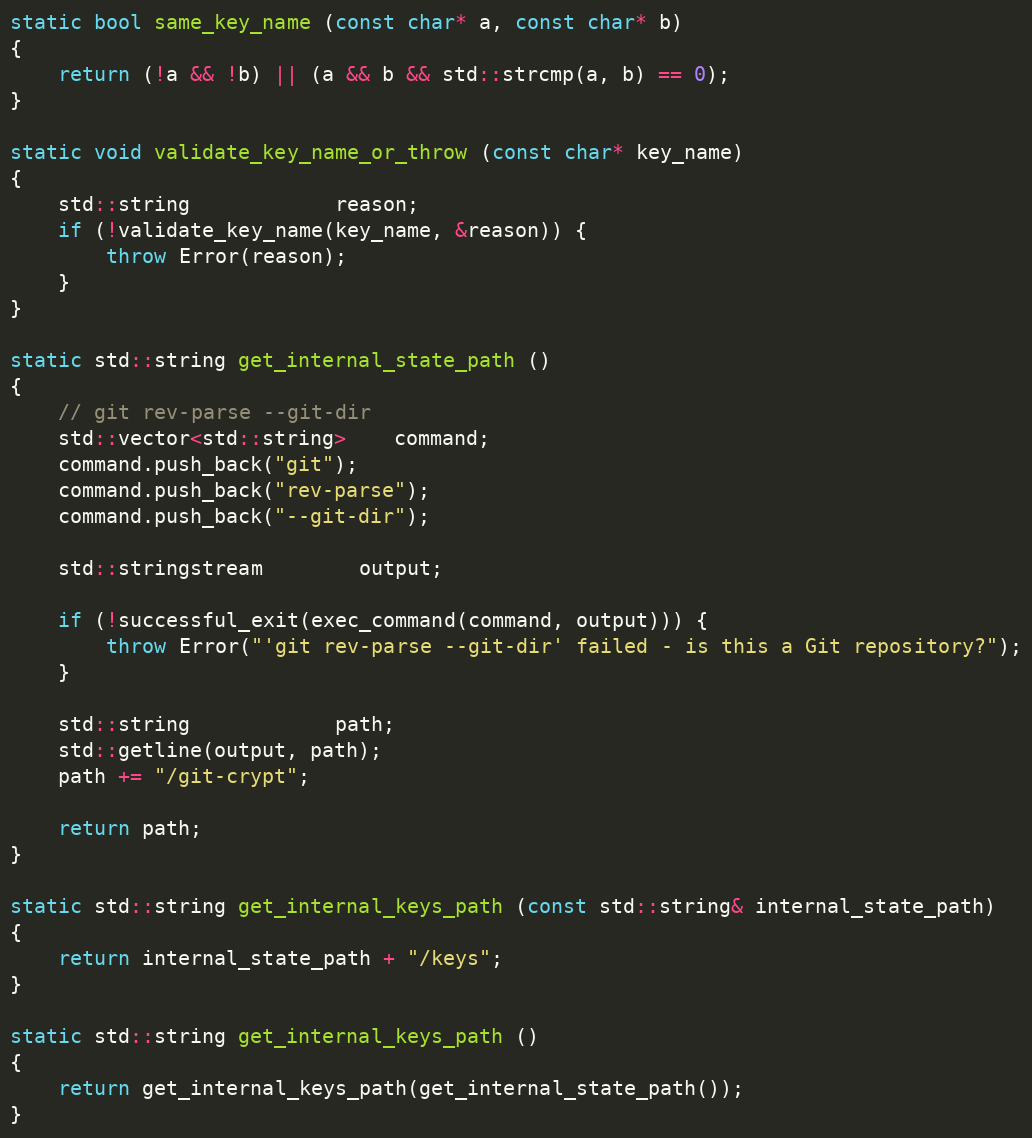 static bool same_key_name (const char* a, const char* b)
{
    return (!a && !b) || (a && b && std::strcmp(a, b) == 0);
}

static void validate_key_name_or_throw (const char* key_name)
{
    std::string            reason;
    if (!validate_key_name(key_name, &reason)) {
        throw Error(reason);
    }
}

static std::string get_internal_state_path ()
{
    // git rev-parse --git-dir
    std::vector<std::string>    command;
    command.push_back("git");
    command.push_back("rev-parse");
    command.push_back("--git-dir");

    std::stringstream        output;

    if (!successful_exit(exec_command(command, output))) {
        throw Error("'git rev-parse --git-dir' failed - is this a Git repository?");
    }

    std::string            path;
    std::getline(output, path);
    path += "/git-crypt";

    return path;
}

static std::string get_internal_keys_path (const std::string& internal_state_path)
{
    return internal_state_path + "/keys";
}

static std::string get_internal_keys_path ()
{
    return get_internal_keys_path(get_internal_state_path());
}